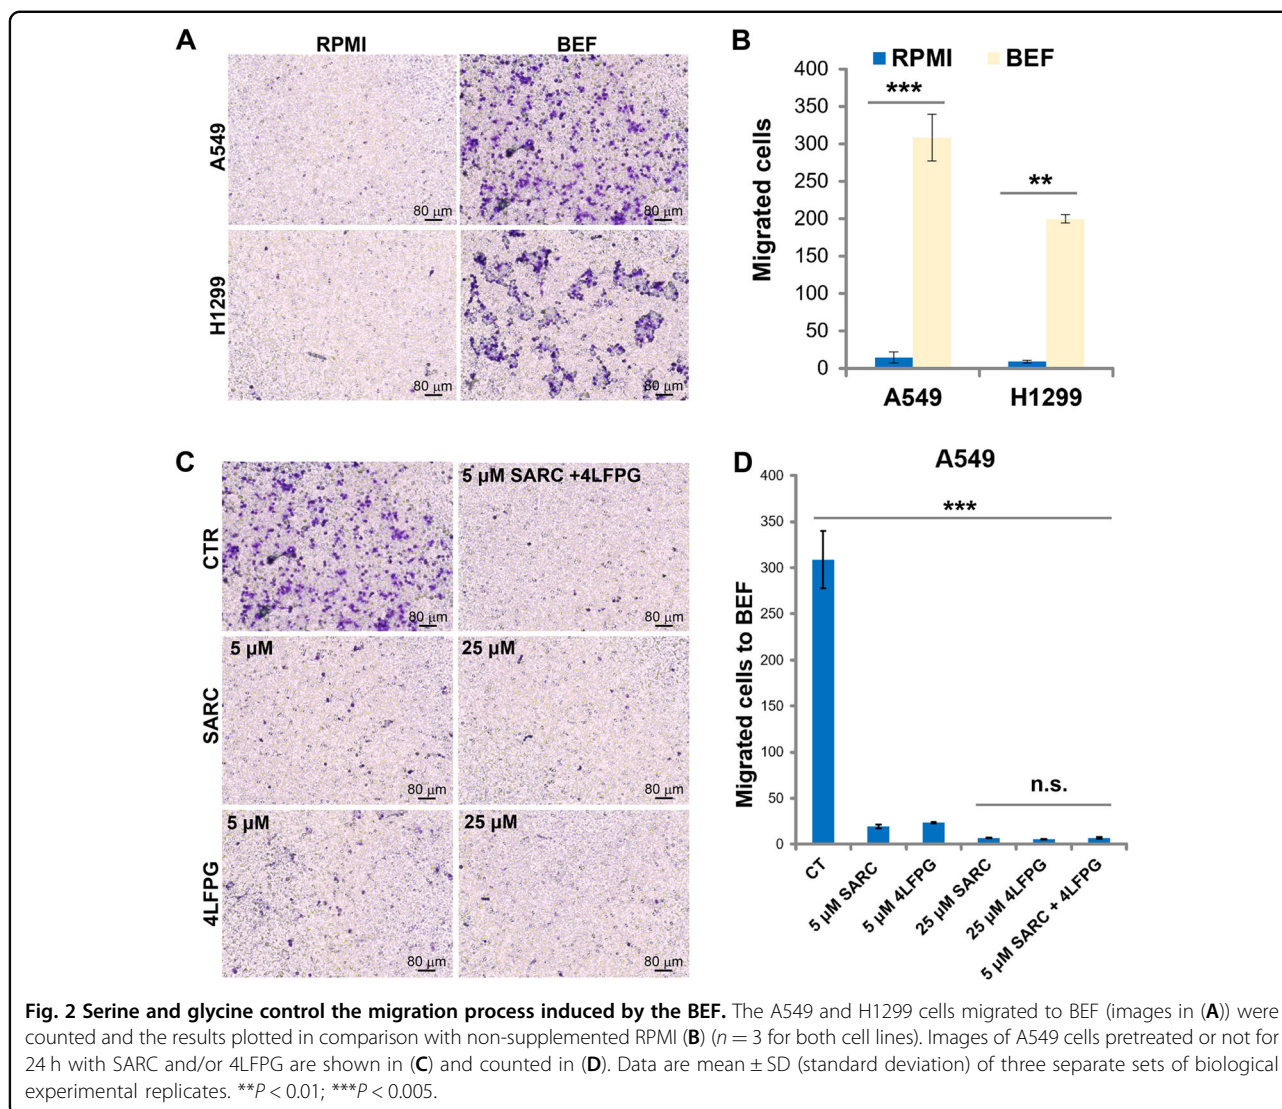 A
RPMI
BEF
A549
80 μm
80 μm
H1299
80 μm
80 μm
B
RPMI
BEF
Migrated cells
400
350
300
250
200
150
100
50
0
***
**
A549
H1299
C
CTR
80 μm
5 μM SARC +4LFPG
80 μm
SARC
5 μM
80 μm
25 μM
80 μm
4LFPG
5 μM
80 μm
25 μM
80 μm
D
A549
Migrated cells to BEF
400
350
300
250
200
150
100
50
0
***
n.s.
CT
5 μM SARC
5 μM 4LFPG
25 μM SARC
25 μM 4LFPG
5 μM SARC + 4LFPG
Fig. 2 Serine and glycine control the migration process induced by the BEF. The A549 and H1299 cells migrated to BEF (images in (A)) were
counted and the results plotted in comparison with non-supplemented RPMI (B) (n = 3 for both cell lines). Images of A549 cells pretreated or not for
24 h with SARC and/or 4LFPG are shown in (C) and counted in (D). Data are mean ± SD (standard deviation) of three separate sets of biological
experimental replicates. **P < 0.01; ***P < 0.005.